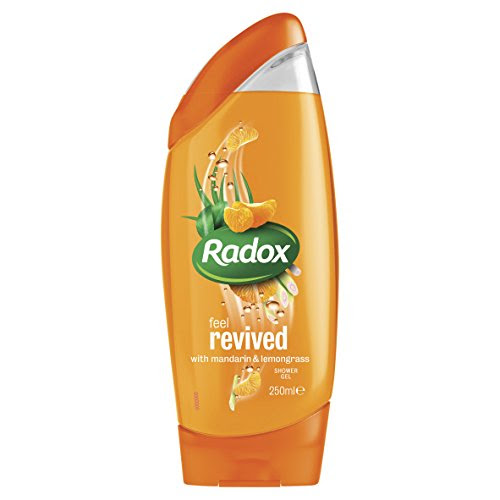 Radox
feel
revived
with mandarin & lemongrass
SHOWER
GEL
250ml℮